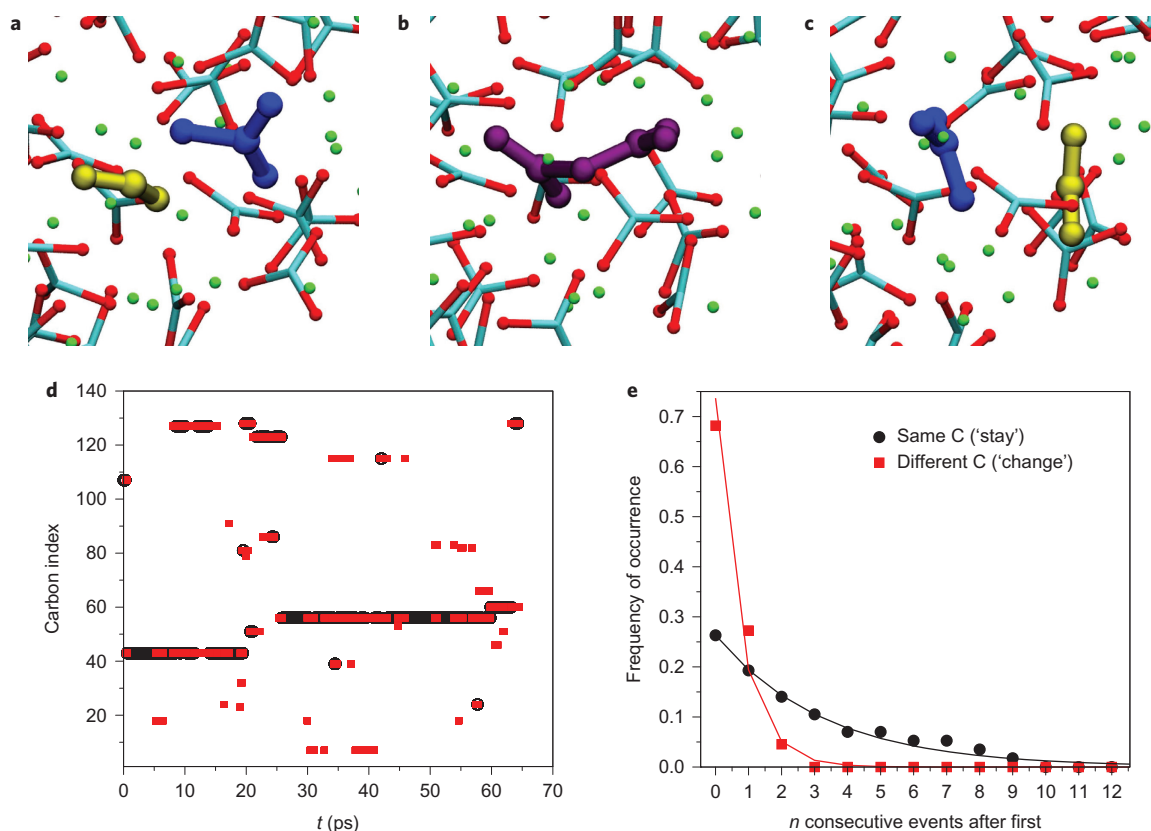 a
b
c
d
140
120
100
80
60
40
20
Carbon index
0 10 20 30 40 50 60 70
t (ps)
e
0.7
0.6
0.5
0.4
0.3
0.2
0.1
0.0
Frequency of occurrence
Same C ('stay')
Different C ('change')
0 1 2 3 4 5 6 7 8 9 10 11 12
n consecutive events after first